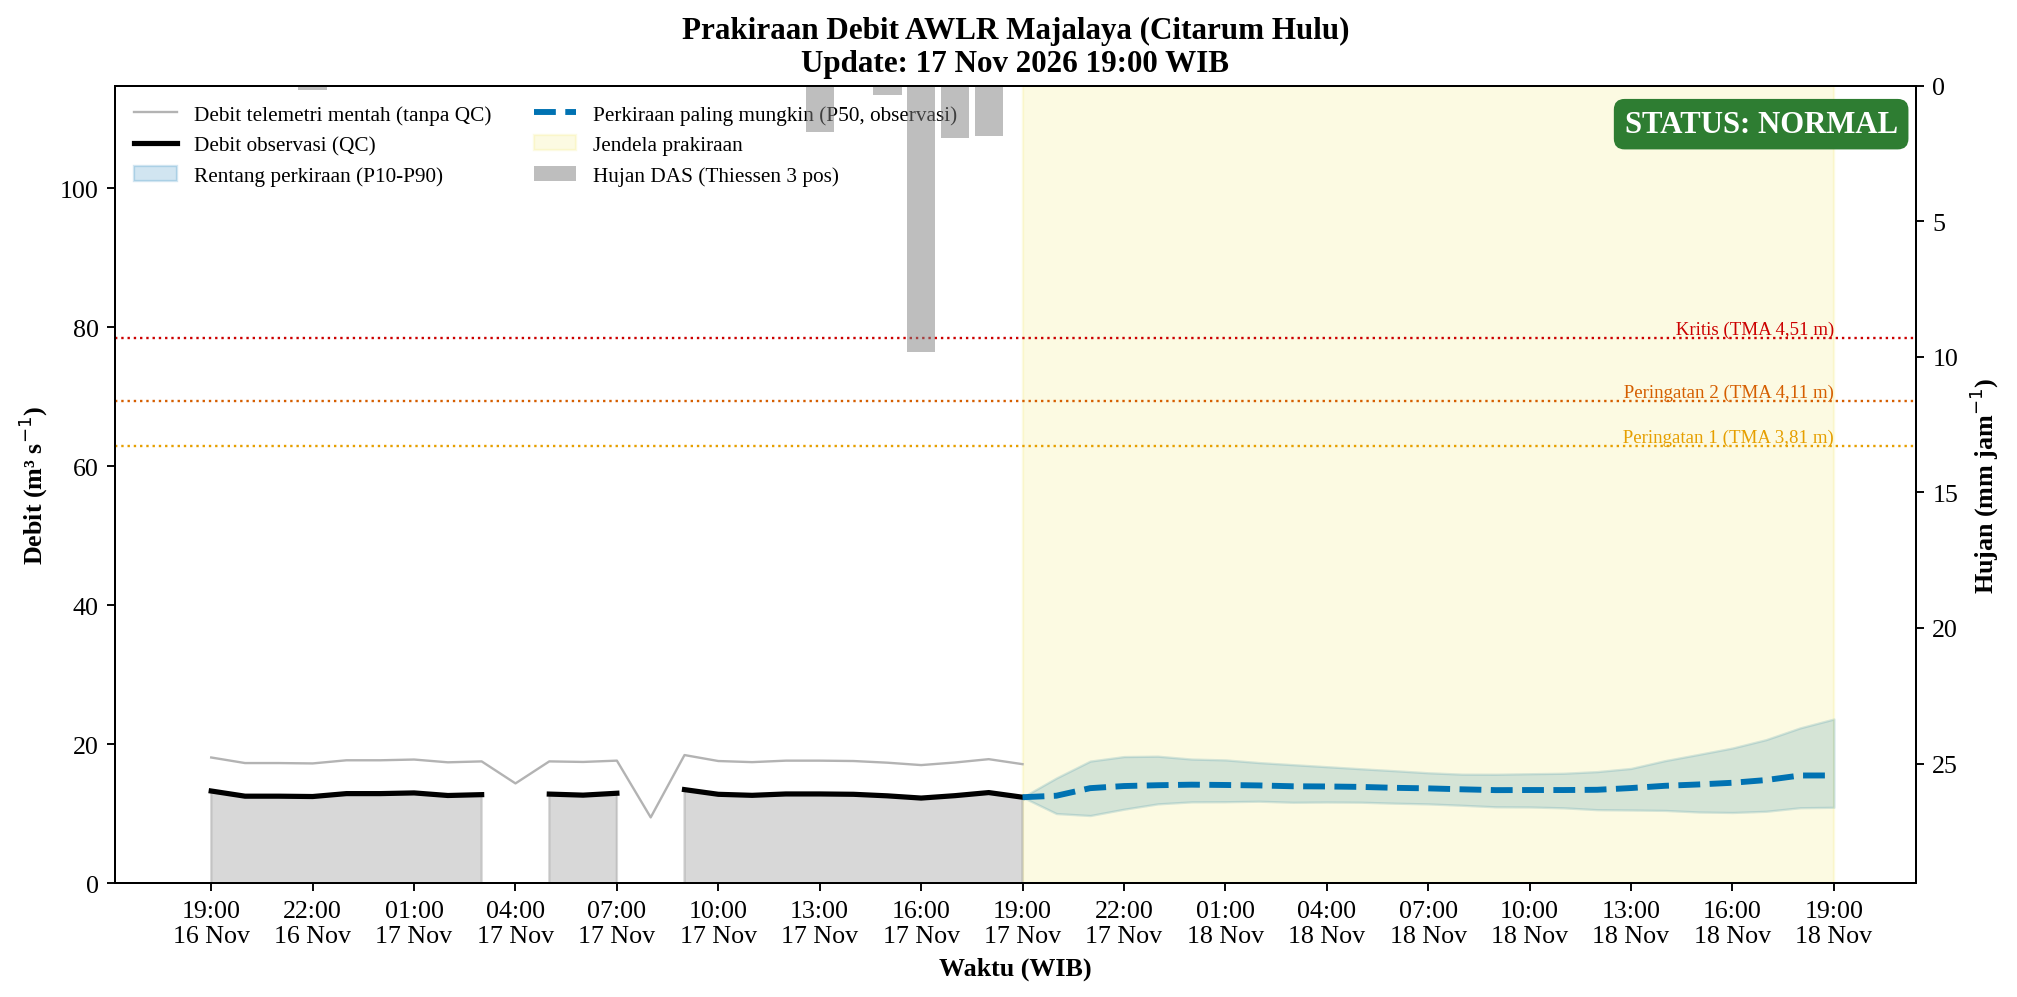 Prakiraan Debit AWLR Majalaya (Citarum Hulu)
Update: 17 Nov 2026 19:00 WIB
Debit telemetri mentah (tanpa QC)
Debit observasi (QC)
Rentang perkiraan (P10-P90)
Perkiraan paling mungkin (P50, observasi)
Jendela prakiraan
Hujan DAS (Thiessen 3 pos)
STATUS: NORMAL
Kritis (TMA 4,51 m)
Peringatan 2 (TMA 4,11 m)
Peringatan 1 (TMA 3,81 m)
Debit (m³ s⁻¹)
100
80
60
40
20
0
Hujan (mm jam⁻¹)
0
5
10
15
20
25
19:00 22:00 01:00 04:00 07:00 10:00 13:00 16:00 19:00 22:00 01:00 04:00 07:00 10:00 13:00 16:00 19:00
16 Nov 16 Nov 17 Nov 17 Nov 17 Nov 17 Nov 17 Nov 17 Nov 17 Nov 17 Nov 18 Nov 18 Nov 18 Nov 18 Nov 18 Nov 18 Nov 18 Nov
Waktu (WIB)